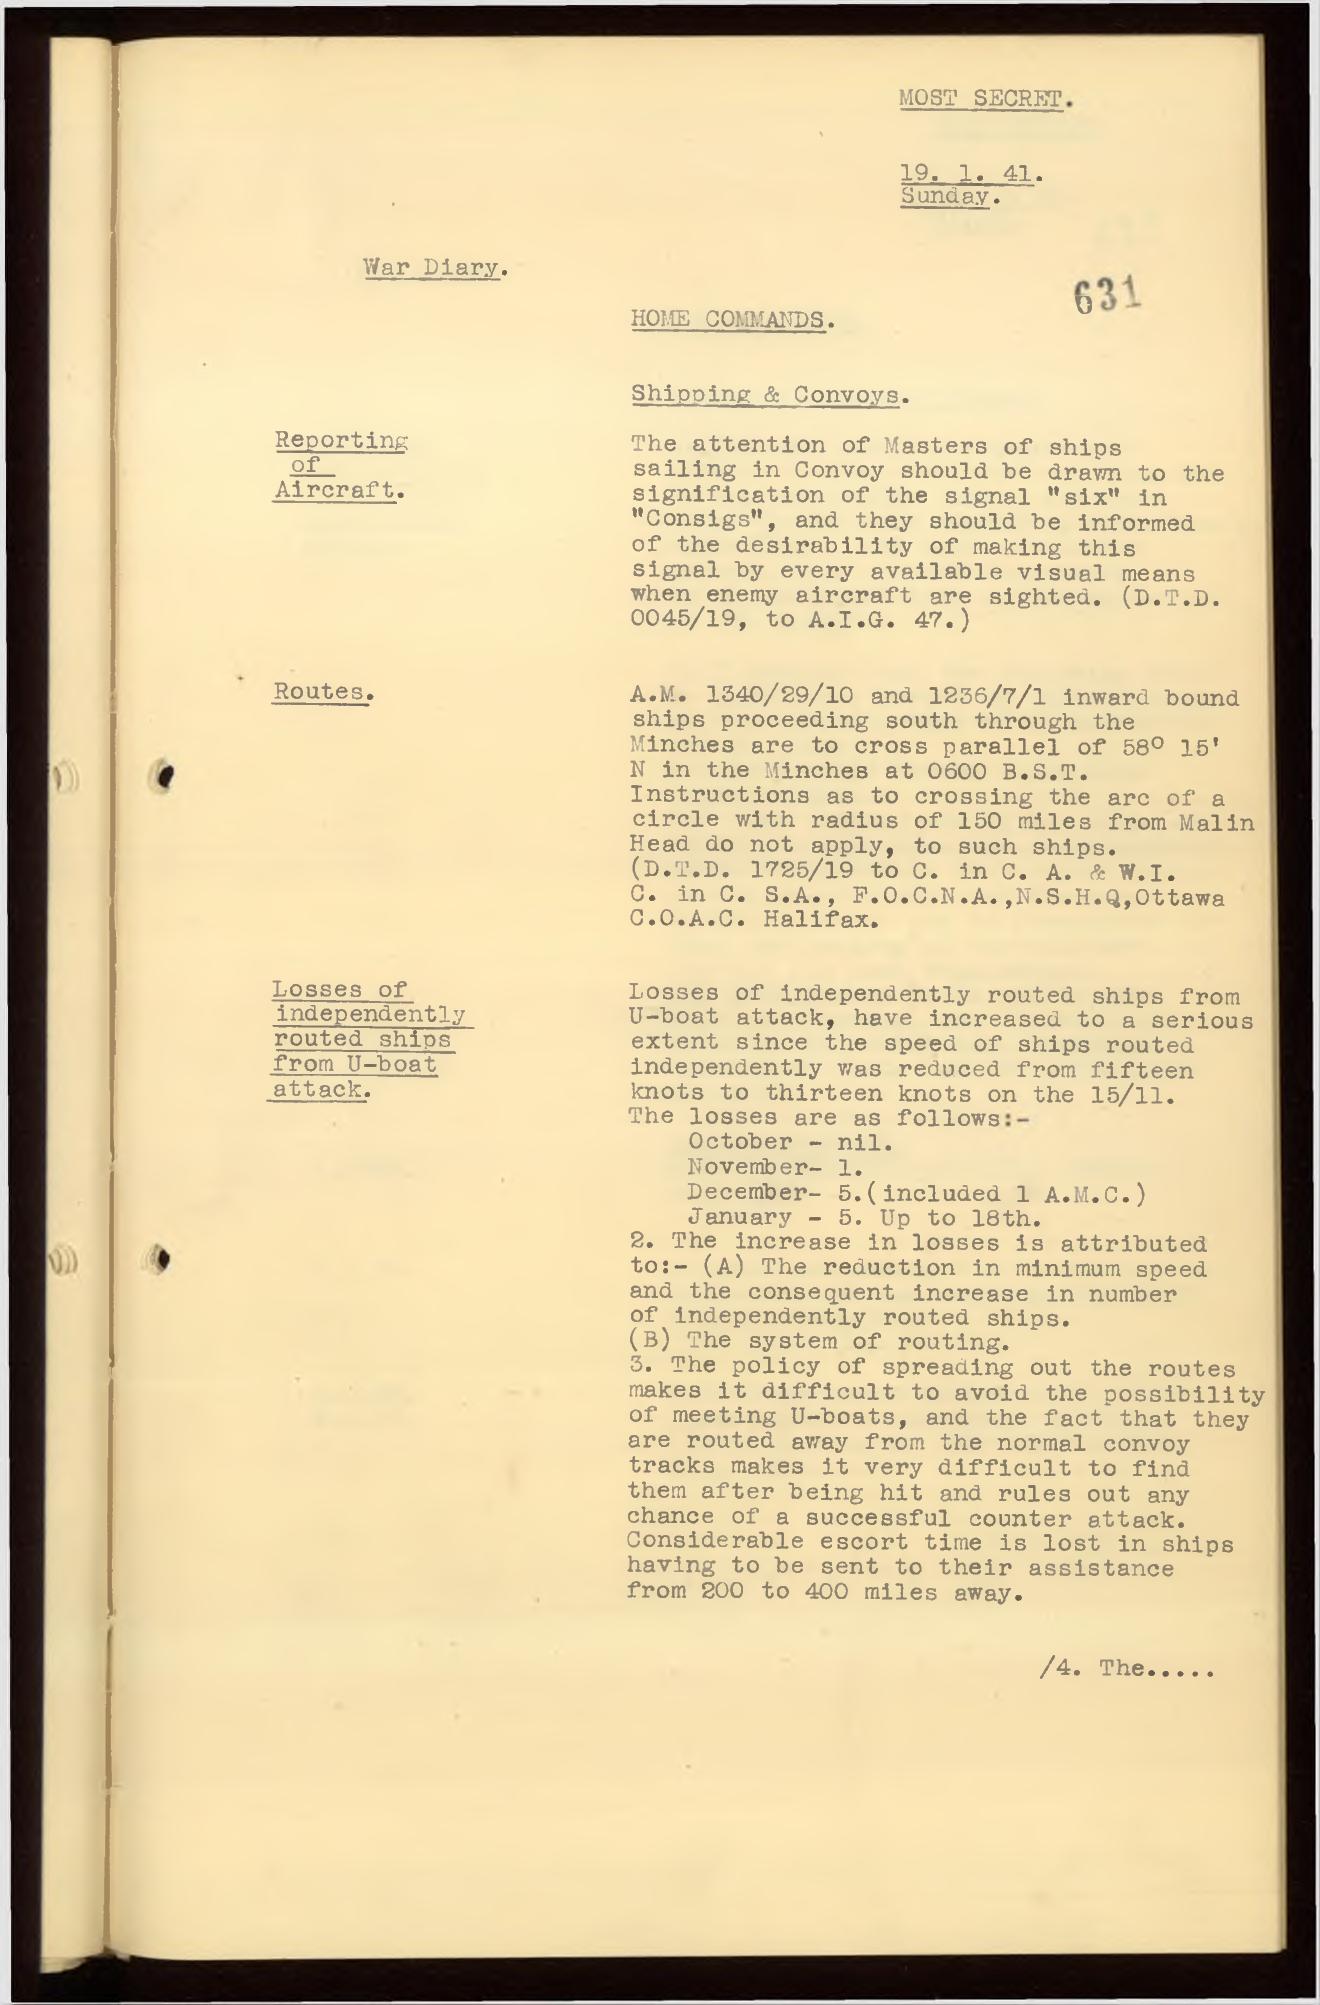 MOST SECRET.
19. 1. 41.
Sunday.
War Diary.
631
HOME COMMANDS.
Shipping & Convoys.
Reporting
of
Aircraft.
The attention of Masters of ships
sailing in Convoy should be drawn to the
signification of the signal "six" in
"Consigs", and they should be informed
of the desirability of making this
signal by every available visual means
when enemy aircraft are sighted. (D.T.D.
0045/19, to A.I.G. 47.)
Routes.
A.M. 1340/29/10 and 1236/7/1 inward bound
ships proceeding south through the
Minches are to cross parallel of 58° 15'
N in the Minches at 0600 B.S.T.
Instructions as to crossing the arc of a
circle with radius of 150 miles from Malin
Head do not apply, to such ships.
(D.T.D. 1725/19 to C. in C. A. & W.I.
C. in C. S.A., F.O.C.N.A.,N.S.H.Q,Ottawa
C.O.A.C. Halifax.
Losses of
independently
routed ships
from U-boat
attack.
Losses of independently routed ships from
U-boat attack, have increased to a serious
extent since the speed of ships routed
independently was reduced from fifteen
knots to thirteen knots on the 15/11.
The losses are as follows:-
October - nil.
November- 1.
December- 5.(included 1 A.M.C.)
January - 5. Up to 18th.
2. The increase in losses is attributed
to:- (A) The reduction in minimum speed
and the consequent increase in number
of independently routed ships.
(B) The system of routing.
3. The policy of spreading out the routes
makes it difficult to avoid the possibility
of meeting U-boats, and the fact that they
are routed away from the normal convoy
tracks makes it very difficult to find
them after being hit and rules out any
chance of a successful counter attack.
Considerable escort time is lost in ships
having to be sent to their assistance
from 200 to 400 miles away.
/4. The.....